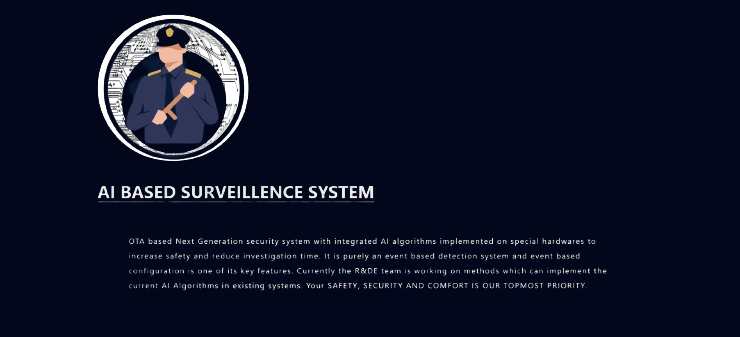 AI BASED SURVEILLENCE SYSTEM
OTA based Next Generation security system with integrated AI algorithms implemented on special hardwares to
increase safety and reduce investigation time. It is purely an event based detection system and event based
configuration is one of its key features. Currently the R&DE team is working on methods which can implement the
current AI Algorithms in existing systems. Your SAFETY, SECURITY AND COMFORT IS OUR TOPMOST PRIORITY.